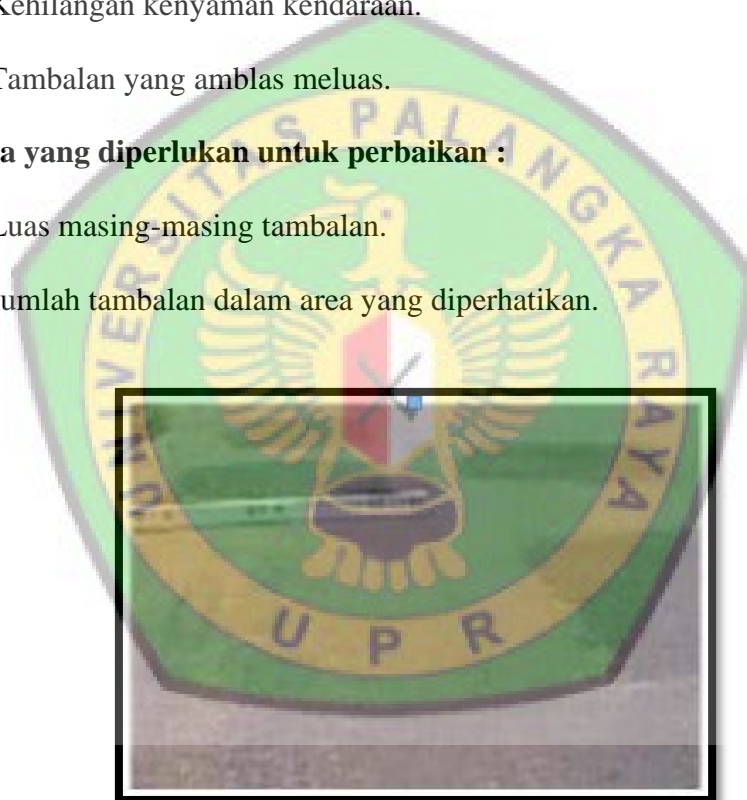 Kehilangan kenyaman kendaraan.
Tambalan yang amblas meluas.
a yang diperlukan untuk perbaikan :
Luas masing-masing tambalan.
umlah tambalan dalam area yang diperhatikan.
UNIVERSITAS PALANGKA RAYA
UPR